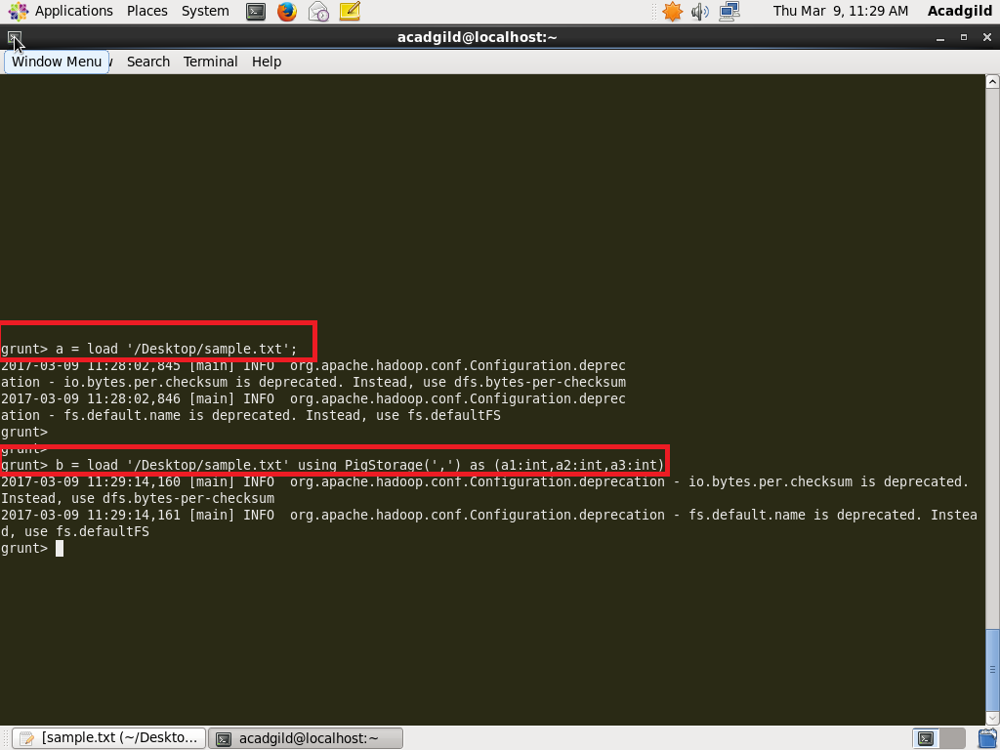 Applications Places System Thu Mar 9, 11:29 AM Acadgild
acadgild@localhost:~
Window Menu Search Terminal Help
grunt> a = load '/Desktop/sample.txt';
2017-03-09 11:28:02,845 [main] INFO  org.apache.hadoop.conf.Configuration.deprec
ation - io.bytes.per.checksum is deprecated. Instead, use dfs.bytes-per-checksum
2017-03-09 11:28:02,846 [main] INFO  org.apache.hadoop.conf.Configuration.deprec
ation - fs.default.name is deprecated. Instead, use fs.defaultFS
grunt>
grunt>
grunt> b = load '/Desktop/sample.txt' using PigStorage(',') as (a1:int,a2:int,a3:int)
2017-03-09 11:29:14,160 [main] INFO  org.apache.hadoop.conf.Configuration.deprecation - io.bytes.per.checksum is deprecated.
Instead, use dfs.bytes-per-checksum
2017-03-09 11:29:14,161 [main] INFO  org.apache.hadoop.conf.Configuration.deprecation - fs.default.name is deprecated. Instea
d, use fs.defaultFS
grunt>
[sample.txt (~/Deskto... acadgild@localhost:~